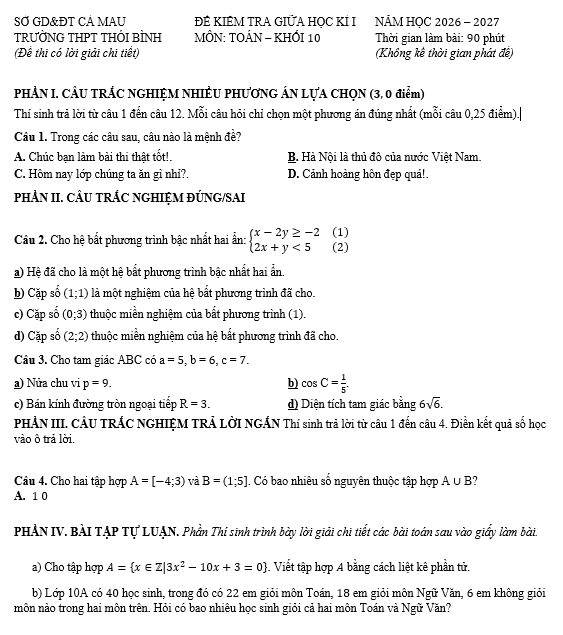 SỞ GD&ĐT CÀ MAU ĐỀ KIỂM TRA GIỮA HỌC KÌ I NĂM HỌC 2026 – 2027
TRƯỜNG THPT THỚI BÌNH MÔN: TOÁN – KHỐI 10 Thời gian làm bài: 90 phút
(Đề thi có lời giải chi tiết) (Không kể thời gian phát đề)
PHẦN I. CÂU TRẮC NGHIỆM NHIỀU PHƯƠNG ÁN LỰA CHỌN (3,0 điểm)
Thí sinh trả lời từ câu 1 đến câu 12. Mỗi câu hỏi chỉ chọn một phương án đúng nhất (mỗi câu 0,25 điểm).
Câu 1. Trong các câu sau, câu nào là mệnh đề?
A. Chúc bạn làm bài thi thật tốt!. B. Hà Nội là thủ đô của nước Việt Nam.
C. Hôm nay lớp chúng ta ăn gì nhỉ?. D. Cảnh hoàng hôn đẹp quá!.
PHẦN II. CÂU TRẮC NGHIỆM ĐÚNG/SAI
Câu 2. Cho hệ bất phương trình bậc nhất hai ẩn: {x − 2y ≥ −2 (1)
2x + y < 5 (2)
a) Hệ đã cho là một hệ bất phương trình bậc nhất hai ẩn.
b) Cặp số (1;1) là một nghiệm của hệ bất phương trình đã cho.
c) Cặp số (0;3) thuộc miền nghiệm của bất phương trình (1).
d) Cặp số (2;2) thuộc miền nghiệm của hệ bất phương trình đã cho.
Câu 3. Cho tam giác ABC có a = 5, b = 6, c = 7.
a) Nửa chu vi p = 9. b) cos C = 1/5.
c) Bán kính đường tròn ngoại tiếp R = 3. d) Diện tích tam giác bằng 6√6.
PHẦN III. CÂU TRẮC NGHIỆM TRẢ LỜI NGẮN Thí sinh trả lời từ câu 1 đến câu 4. Điền kết quả số học
vào ô trả lời.
Câu 4. Cho hai tập hợp A = [−4;3) và B = (1;5]. Có bao nhiêu số nguyên thuộc tập hợp A ∪ B?
A. 1 0
PHẦN IV. BÀI TẬP TỰ LUẬN. Phần Thí sinh trình bày lời giải chi tiết các bài toán sau vào giấy làm bài.
a) Cho tập hợp A = {x ∈ ℤ|3x² − 10x + 3 = 0}. Viết tập hợp A bằng cách liệt kê phần tử.
b) Lớp 10A có 40 học sinh, trong đó có 22 em giỏi môn Toán, 18 em giỏi môn Ngữ Văn, 6 em không giỏi
môn nào trong hai môn trên. Hỏi có bao nhiêu học sinh giỏi cả hai môn Toán và Ngữ Văn?